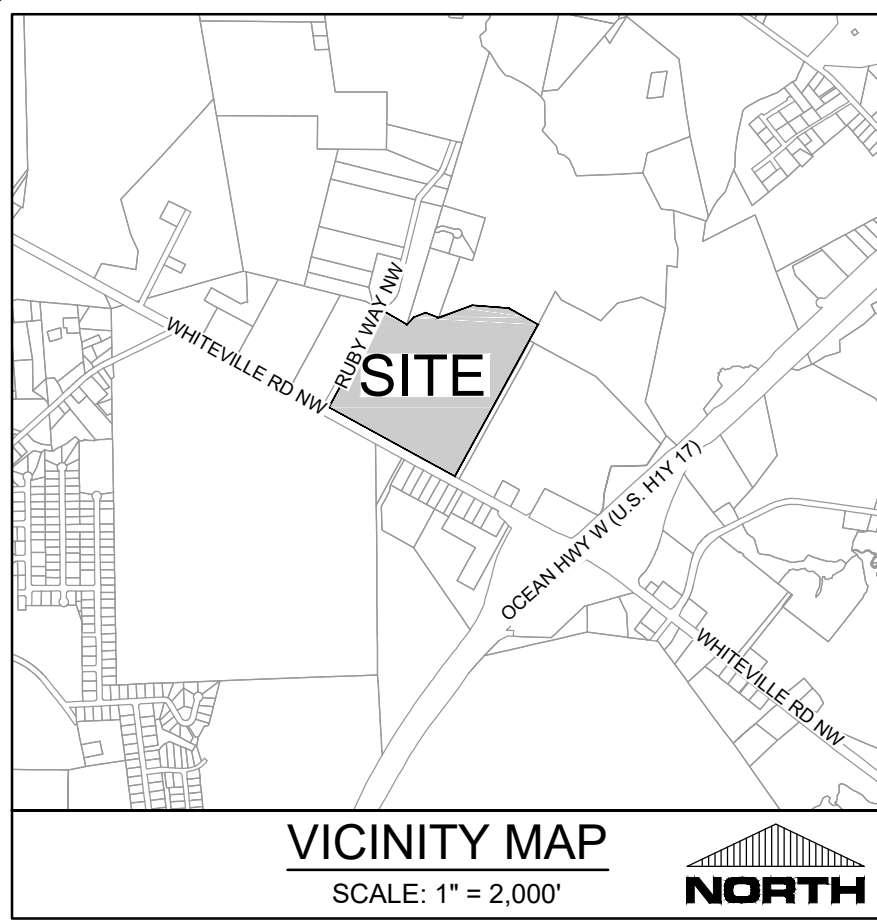 RUBY WAY NW
WHITEVILLE RD NW
SITE
OCEAN HWY W (U.S. H1Y 17)
WHITEVILLE RD NW
VICINITY MAP
SCALE: 1" = 2,000'
NORTH